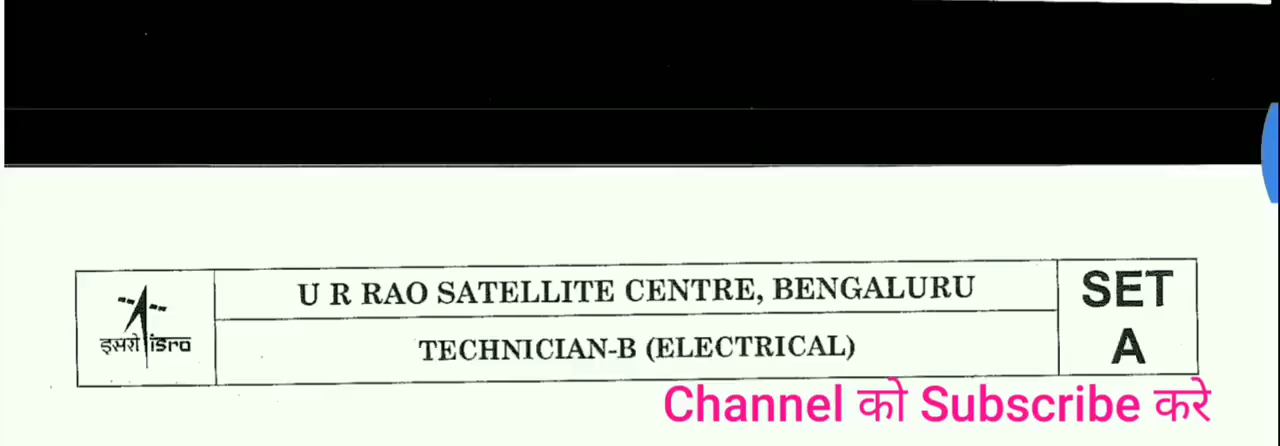 U R RAO SATELLITE CENTRE, BENGALURU
TECHNICIAN-B (ELECTRICAL)
SET
A
इसरो isro
Channel को Subscribe करे